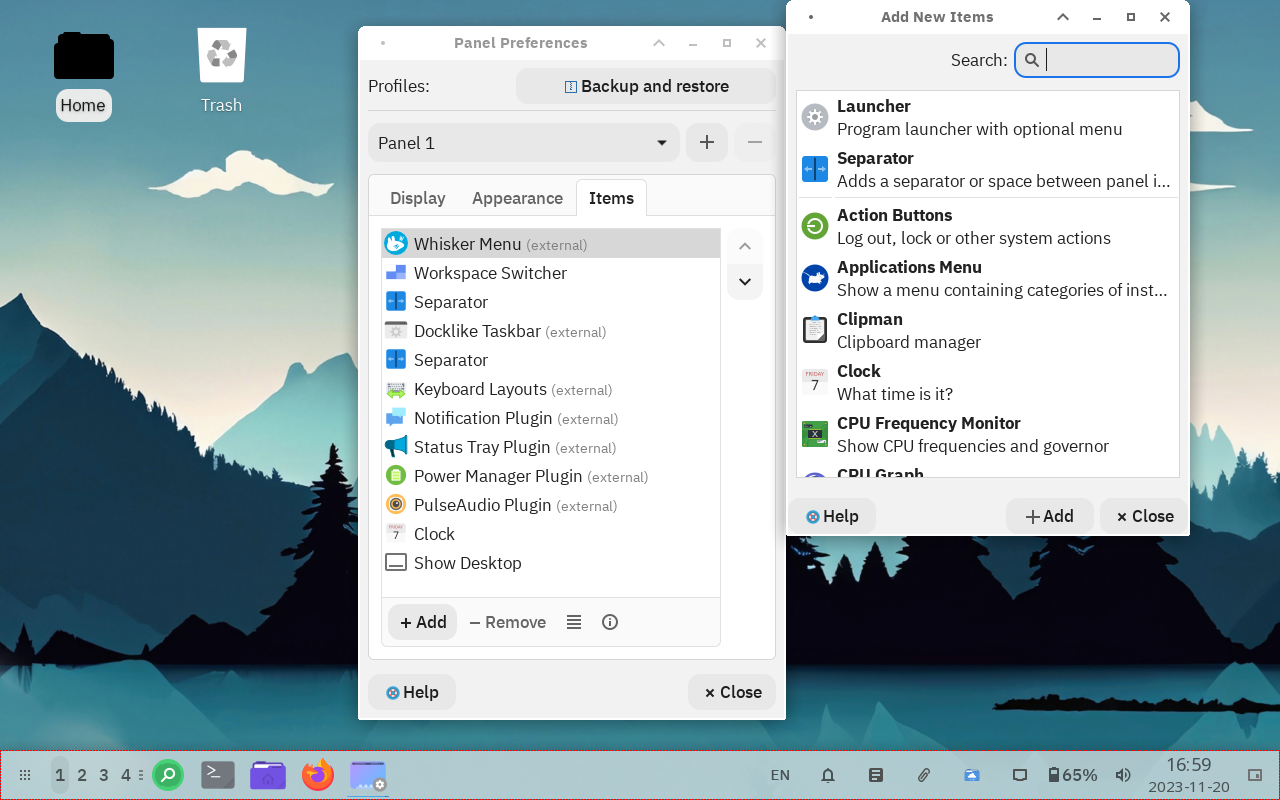 Home
Trash
Panel Preferences
Profiles:
Backup and restore
Panel 1
Display
Appearance
Items
Whisker Menu (external)
Workspace Switcher
Separator
Docklike Taskbar (external)
Separator
Keyboard Layouts (external)
Notification Plugin (external)
Status Tray Plugin (external)
Power Manager Plugin (external)
PulseAudio Plugin (external)
Clock
Show Desktop
Add
Remove
Help
Close
Add New Items
Search:
Launcher
Program launcher with optional menu
Separator
Adds a separator or space between panel i...
Action Buttons
Log out, lock or other system actions
Applications Menu
Show a menu containing categories of inst...
Clipman
Clipboard manager
Clock
What time is it?
CPU Frequency Monitor
Show CPU frequencies and governor
CPU Graph
Help
Add
Close
1 2 3 4
EN
65%
16:59
2023-11-20